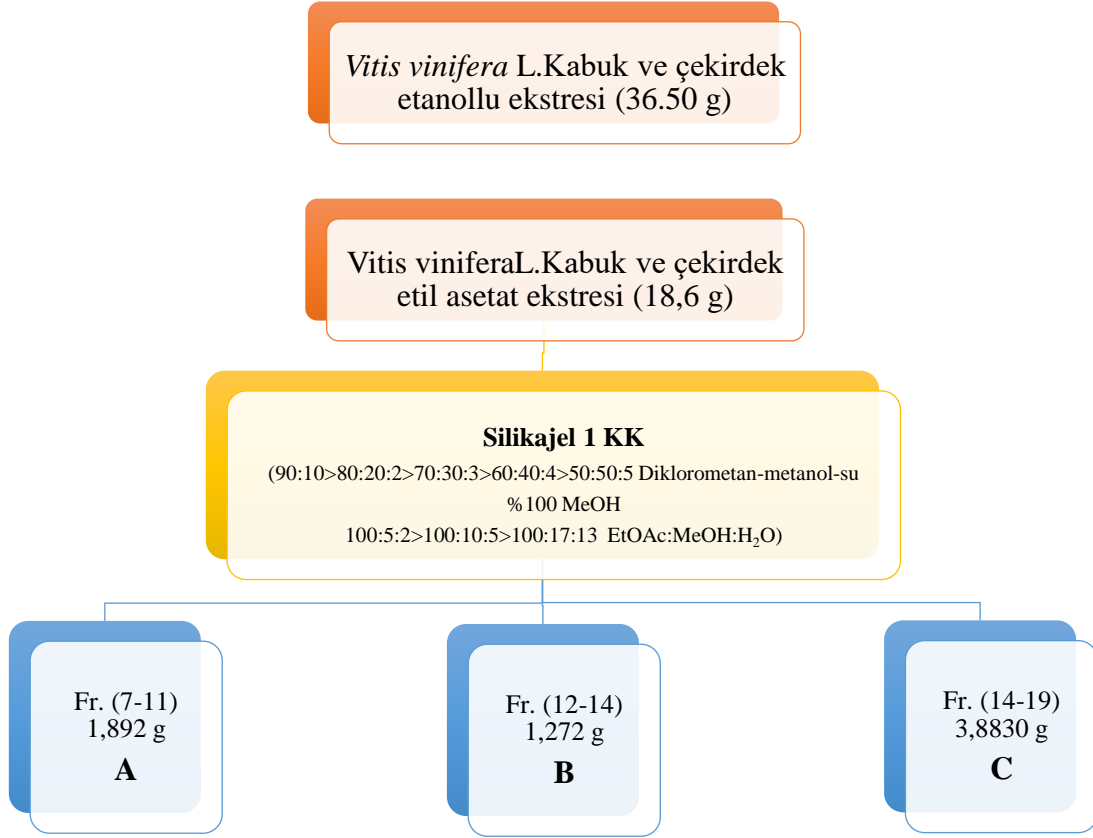 Vitis vinifera L.Kabuk ve çekirdek
etanollu ekstresi (36.50 g)
Vitis viniferaL.Kabuk ve çekirdek
etil asetat ekstresi (18,6 g)
Silikajel 1 KK
(90:10>80:20:2>70:30:3>60:40:4>50:50:5 Diklorometan-metanol-su
%100 MeOH
100:5:2>100:10:5>100:17:13 EtOAc:MeOH:H₂O)
Fr. (7-11)
1,892 g
A
Fr. (12-14)
1,272 g
B
Fr. (14-19)
3,8830 g
C